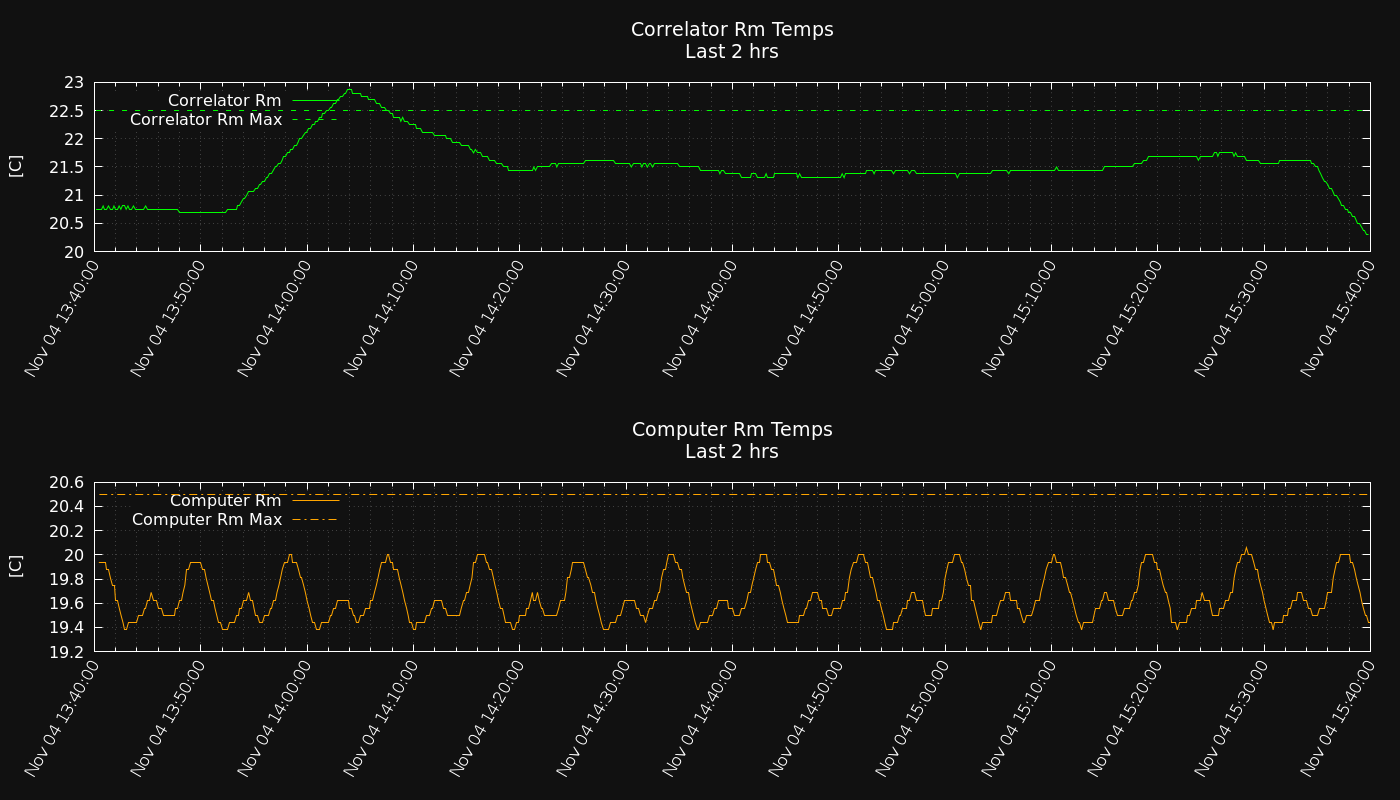 Correlator Rm Temps
Last 2 hrs
23
22.5
22
21.5
21
20.5
20
[C]
Correlator Rm
Correlator Rm Max
Nov 04 13:40:00
Nov 04 13:50:00
Nov 04 14:00:00
Nov 04 14:10:00
Nov 04 14:20:00
Nov 04 14:30:00
Nov 04 14:40:00
Nov 04 14:50:00
Nov 04 15:00:00
Nov 04 15:10:00
Nov 04 15:20:00
Nov 04 15:30:00
Nov 04 15:40:00
Computer Rm Temps
Last 2 hrs
20.6
20.4
20.2
20
19.8
19.6
19.4
19.2
[C]
Computer Rm
Computer Rm Max
Nov 04 13:40:00
Nov 04 13:50:00
Nov 04 14:00:00
Nov 04 14:10:00
Nov 04 14:20:00
Nov 04 14:30:00
Nov 04 14:40:00
Nov 04 14:50:00
Nov 04 15:00:00
Nov 04 15:10:00
Nov 04 15:20:00
Nov 04 15:30:00
Nov 04 15:40:00